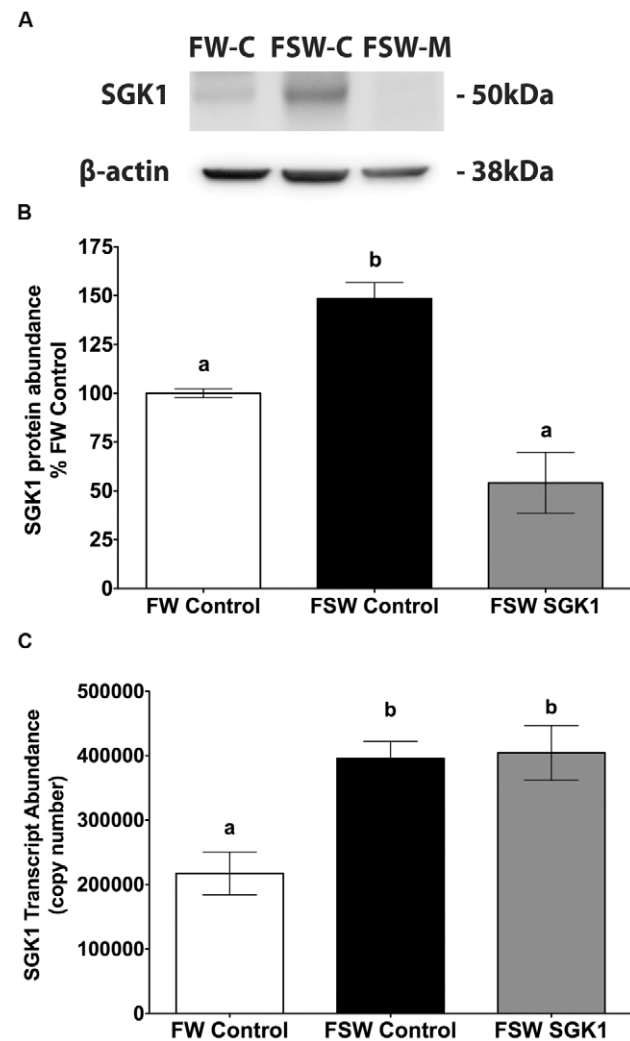 A
FW-C FSW-C FSW-M
SGK1 - 50kDa
β-actin - 38kDa
B
SGK1 protein abundance
% FW Control
175
150
125
100
75
50
25
0
a
b
a
FW Control FSW Control FSW SGK1
C
SGK1 Transcript Abundance
(copy number)
500000
400000
300000
200000
100000
0
a
b
b
FW Control FSW Control FSW SGK1